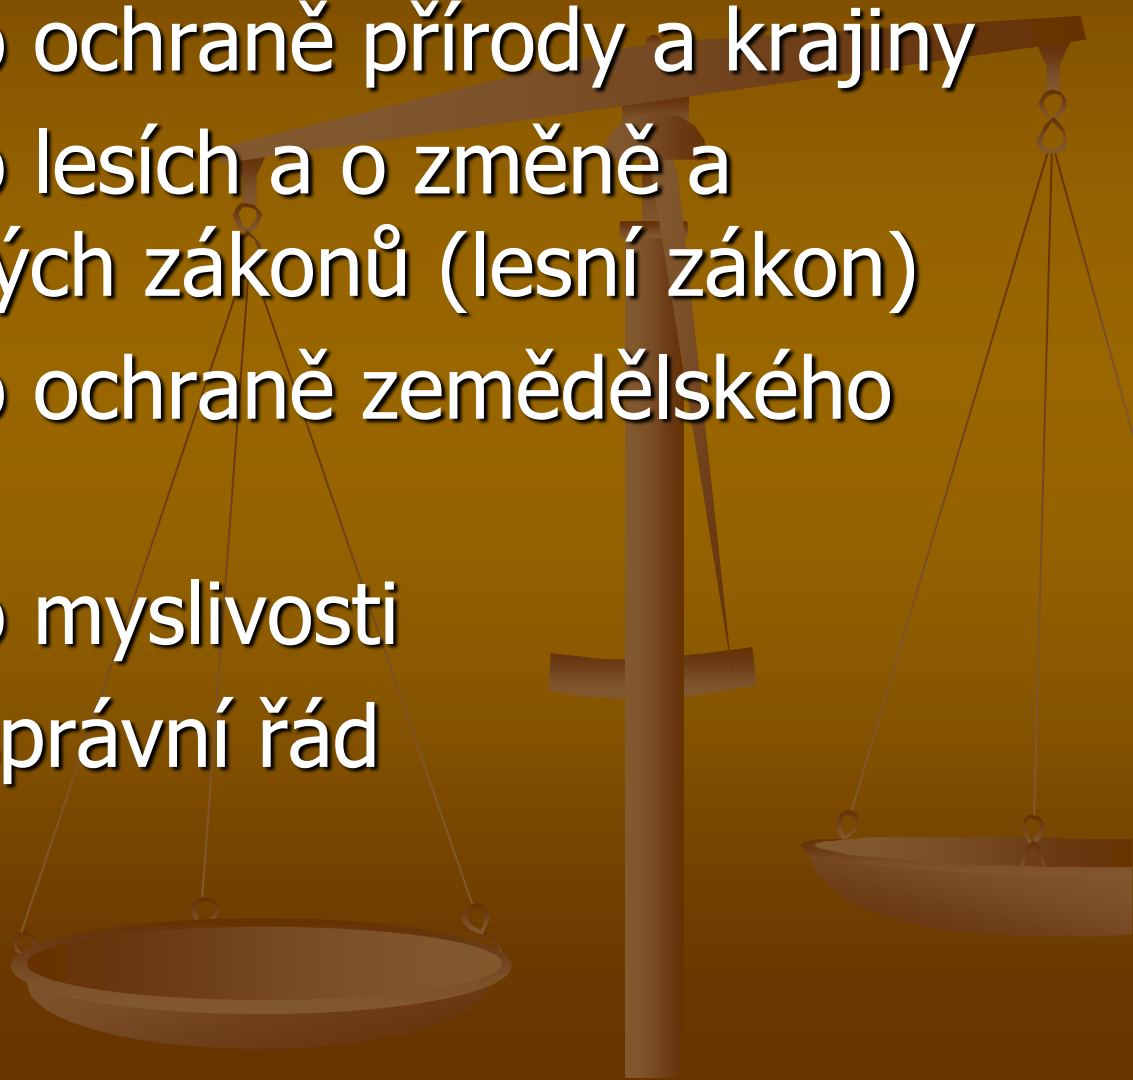 o ochraně přírody a krajiny
o lesích a o změně a
ých zákonů (lesní zákon)
o ochraně zemědělského
o myslivosti
právní řád